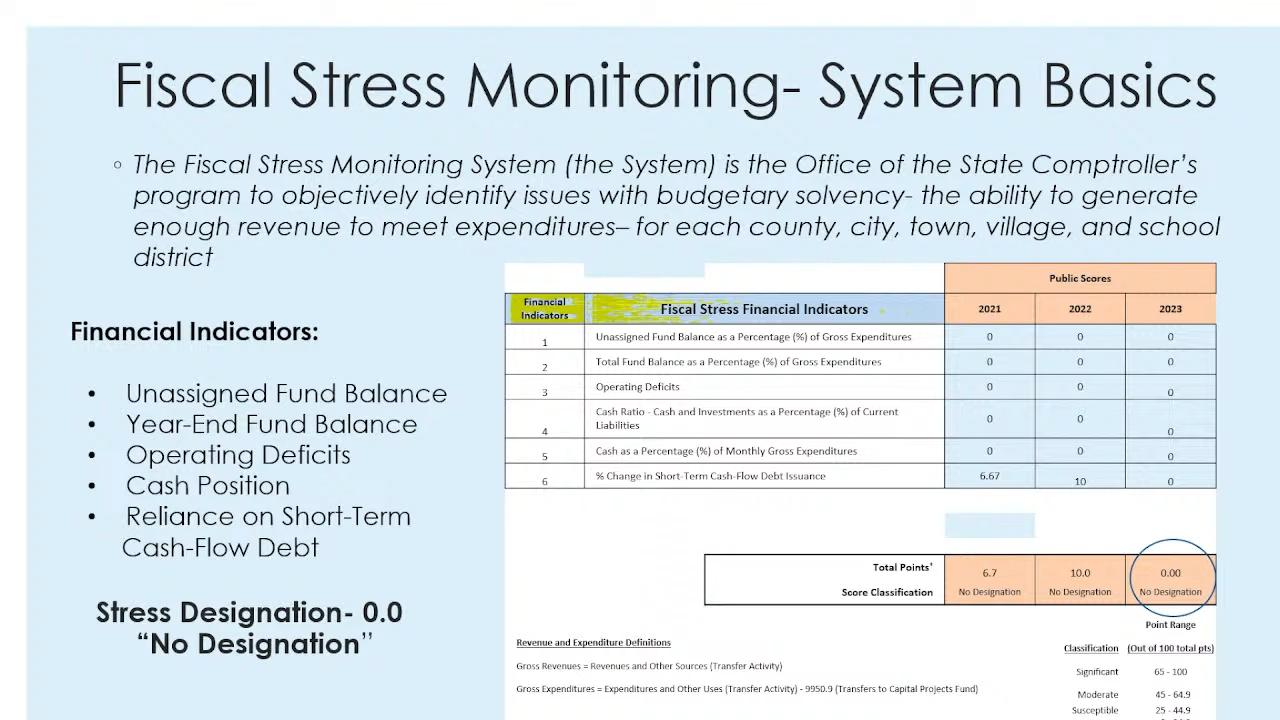 Fiscal Stress Monitoring- System Basics
◦ The Fiscal Stress Monitoring System (the System) is the Office of the State Comptroller’s
program to objectively identify issues with budgetary solvency- the ability to generate
enough revenue to meet expenditures– for each county, city, town, village, and school
district
Financial Indicators:
• Unassigned Fund Balance
• Year-End Fund Balance
• Operating Deficits
• Cash Position
• Reliance on Short-Term
Cash-Flow Debt
Stress Designation- 0.0
“No Designation”
Public Scores
Financial Indicators Fiscal Stress Financial Indicators 2021 2022 2023
1 Unassigned Fund Balance as a Percentage (%) of Gross Expenditures 0 0 0
2 Total Fund Balance as a Percentage (%) of Gross Expenditures 0 0 0
3 Operating Deficits 0 0 0
4 Cash Ratio - Cash and Investments as a Percentage (%) of Current
Liabilities 0 0 0
5 Cash as a Percentage (%) of Monthly Gross Expenditures 0 0 0
6 % Change in Short-Term Cash-Flow Debt Issuance 6.67 10 0
Total Points* 6.7 10.0 0.00
Score Classification No Designation No Designation No Designation
Point Range
Classification (Out of 100 total pts)
Significant 65 - 100
Moderate 45 - 64.9
Susceptible 25 - 44.9
Revenue and Expenditure Definitions
Gross Revenues = Revenues and Other Sources (Transfer Activity)
Gross Expenditures = Expenditures and Other Uses (Transfer Activity) - 9950.9 (Transfers to Capital Projects Fund)